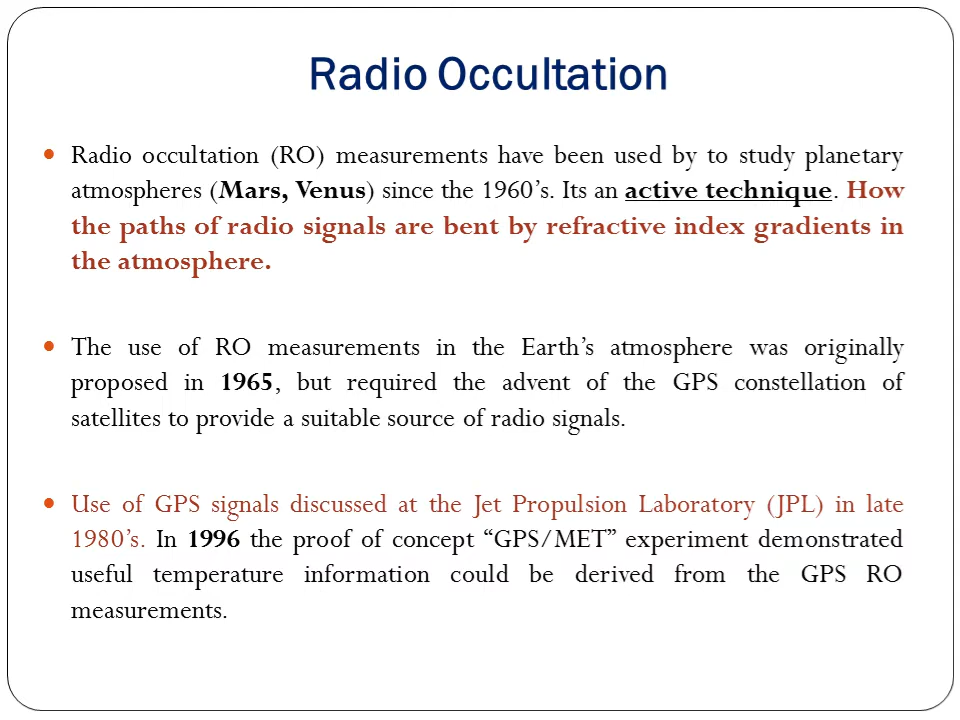 Radio Occultation
Radio occultation (RO) measurements have been used by to study planetary
atmospheres (Mars, Venus) since the 1960’s. Its an active technique. How
the paths of radio signals are bent by refractive index gradients in
the atmosphere.
The use of RO measurements in the Earth’s atmosphere was originally
proposed in 1965, but required the advent of the GPS constellation of
satellites to provide a suitable source of radio signals.
Use of GPS signals discussed at the Jet Propulsion Laboratory (JPL) in late
1980’s. In 1996 the proof of concept “GPS/MET” experiment demonstrated
useful temperature information could be derived from the GPS RO
measurements.